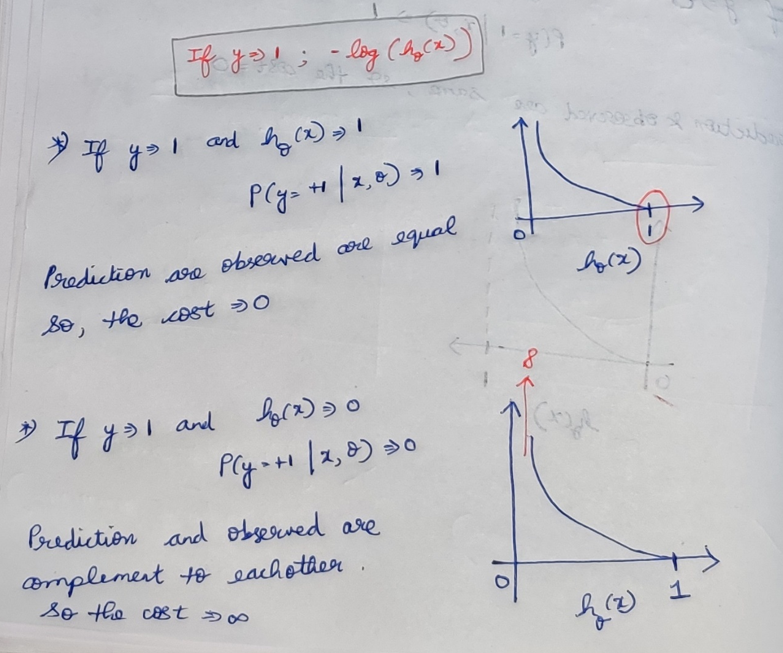 If y ⇒ 1 ; - log (hθ(x))
*) If y ⇒ 1 and hθ(x) ⇒ 1
P(y = +1 | x, θ) ⇒ 1
Prediction are observed are equal
so, the cost ⇒ 0
0 1
hθ(x)
*) If y ⇒ 1 and hθ(x) ⇒ 0
P(y = +1 | x, θ) ⇒ 0
Prediction and observed are
complement to eachother.
so the cost ⇒ ∞
8
0 1
hθ(x)